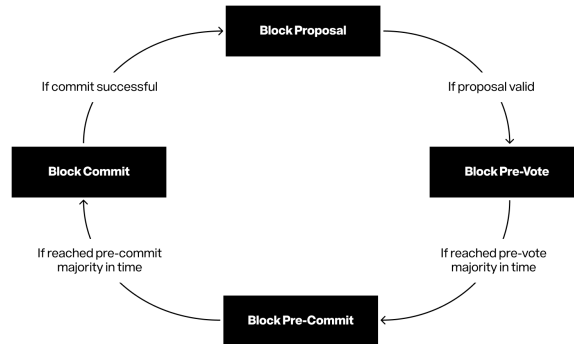 Block Proposal
If commit successful
If proposal valid
Block Commit
Block Pre-Vote
If reached pre-commit
majority in time
If reached pre-vote
majority in time
Block Pre-Commit